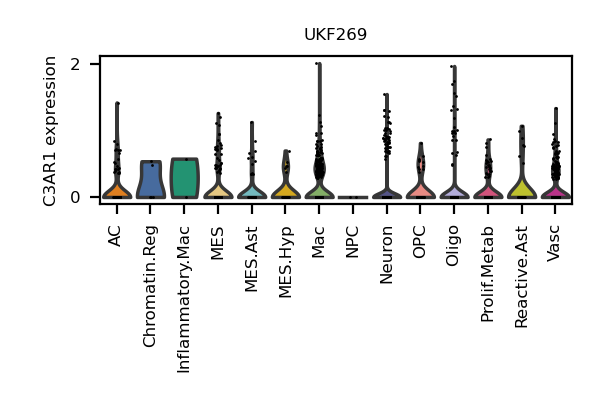 UKF269
C3AR1 expression
2
0
AC
Chromatin.Reg
Inflammatory.Mac
MES
MES.Ast
MES.Hyp
Mac
NPC
Neuron
OPC
Oligo
Prolif.Metab
Reactive.Ast
Vasc